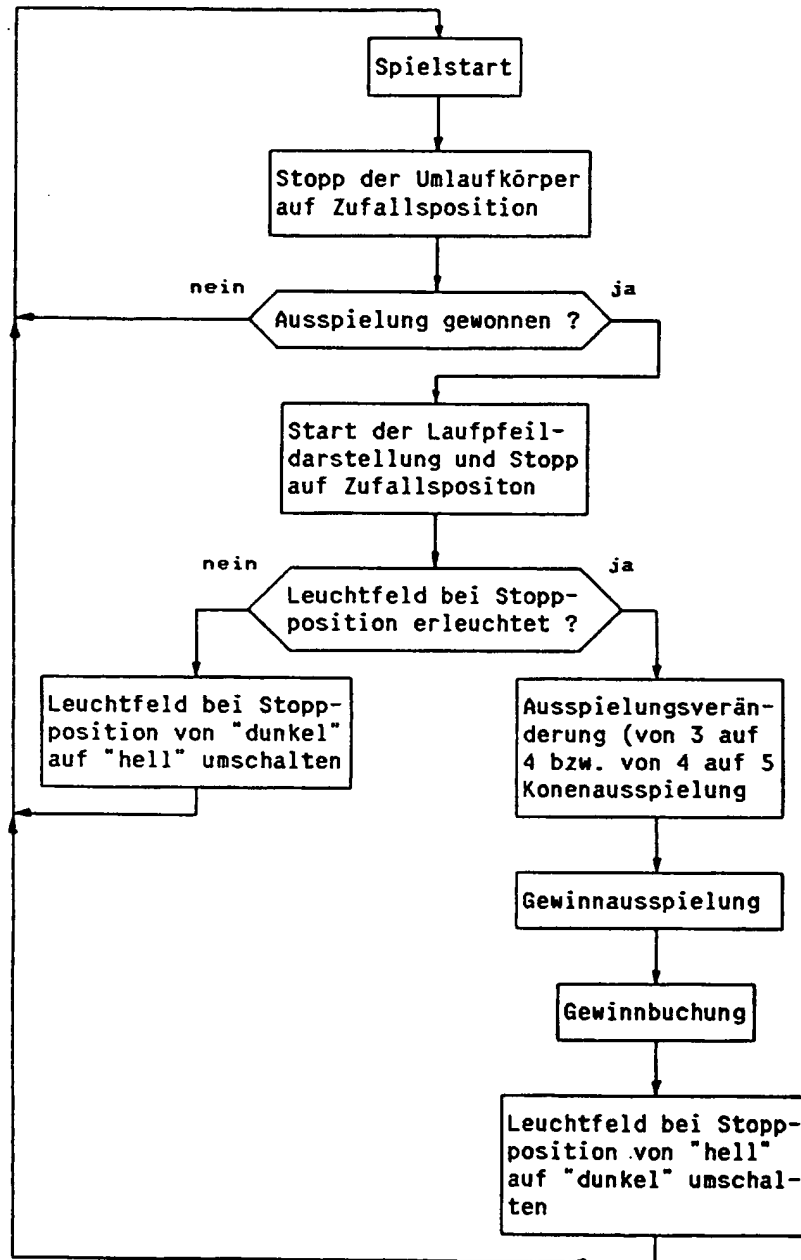 Spielstart
Stopp der Umlaufkörper
auf Zufallsposition
nein
ja
Ausspielung gewonnen ?
Start der Laufpfeil-
darstellung und Stopp
auf Zufallspositon
nein
ja
Leuchtfeld bei Stopp-
position erleuchtet ?
Leuchtfeld bei Stopp-
position von "dunkel"
auf "hell" umschalten
Ausspielungsverän-
derung (von 3 auf
4 bzw. von 4 auf 5
Konenausspielung
Gewinnausspielung
Gewinnbuchung
Leuchtfeld bei Stopp-
position von "hell"
auf "dunkel" umschal-
ten